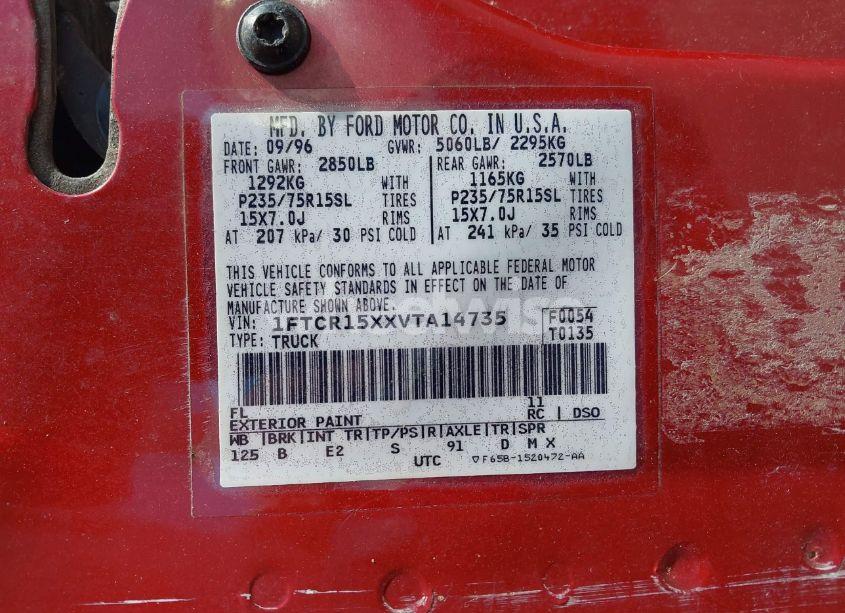 MFD. BY FORD MOTOR CO. IN U.S.A.
DATE: 09/96 GVWR: 5060LB/ 2295KG
FRONT GAWR: 2850LB REAR GAWR: 2570LB
1292KG WITH 1165KG WITH
P235/75R15SL TIRES P235/75R15SL TIRES
15X7.0J RIMS 15X7.0J RIMS
AT 207 kPa/ 30 PSI COLD AT 241 kPa/ 35 PSI COLD
THIS VEHICLE CONFORMS TO ALL APPLICABLE FEDERAL MOTOR
VEHICLE SAFETY STANDARDS IN EFFECT ON THE DATE OF
MANUFACTURE SHOWN ABOVE.
VIN: 1FTCR15XXVTA14735 F0054
TYPE: TRUCK T0135
FL 11
EXTERIOR PAINT RC | DSO
WB |BRK|INT TR|TP/PS|R|AXLE|TR|SPR
125 B E2 S 91 D M X
UTC ▽F65B-1520472-AA